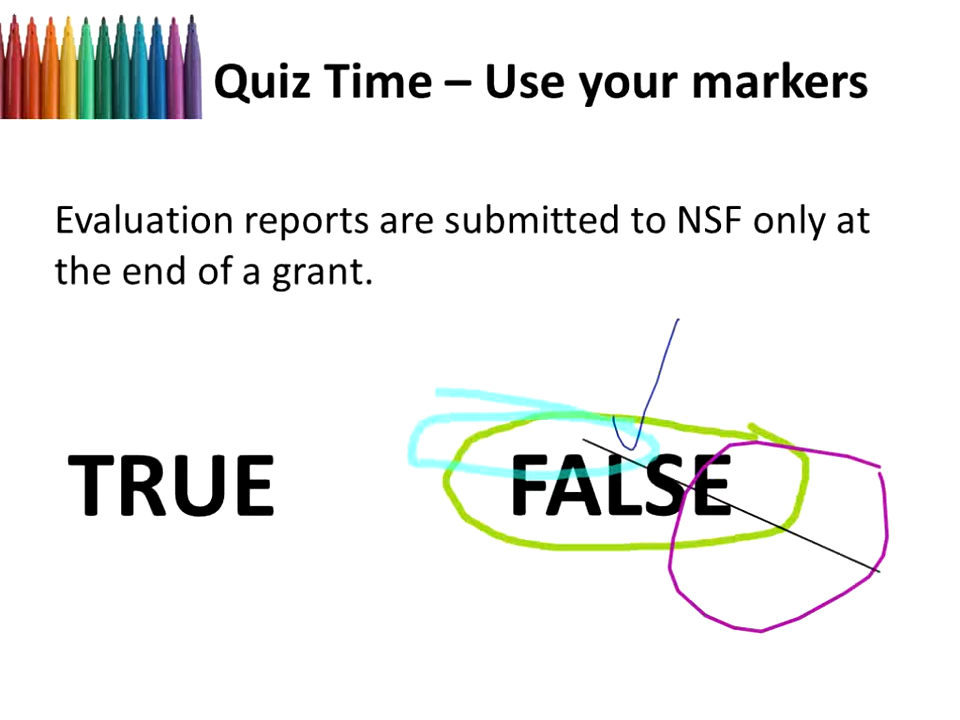 Quiz Time – Use your markers
Evaluation reports are submitted to NSF only at
the end of a grant.
TRUE FALSE